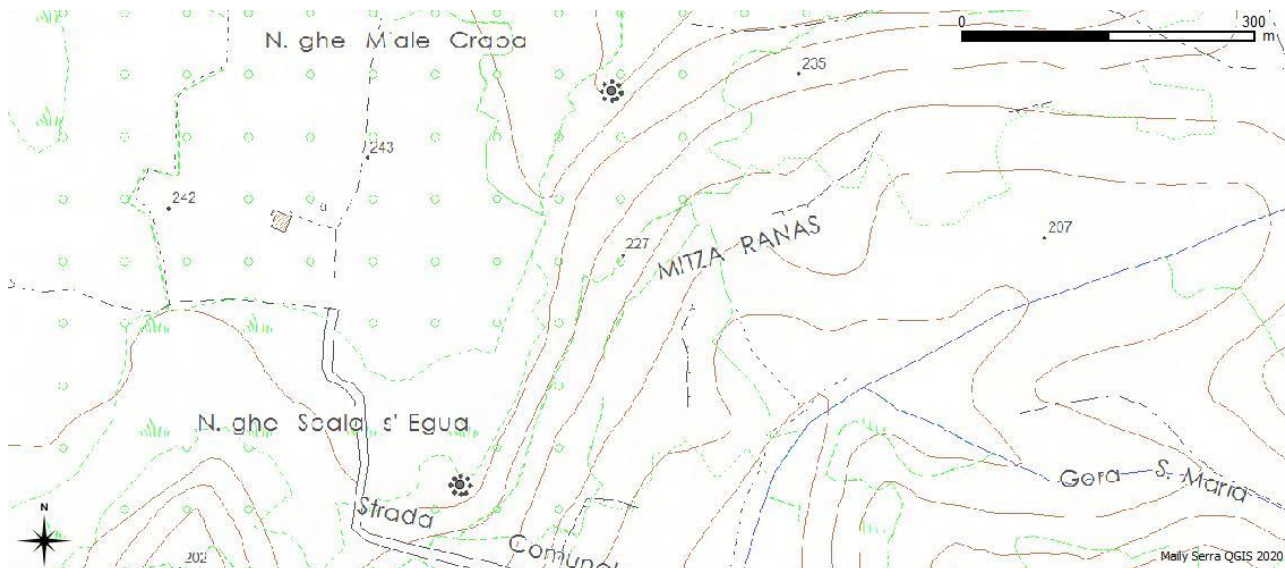 0 300
m
N. ghe Miale Craba
235
243
242
227
MITZA RANAS
207
N. ghe Scala s' Egua
Gora S. Maria
Strada
Comunal
N
202
Maily Serra QGIS 2020